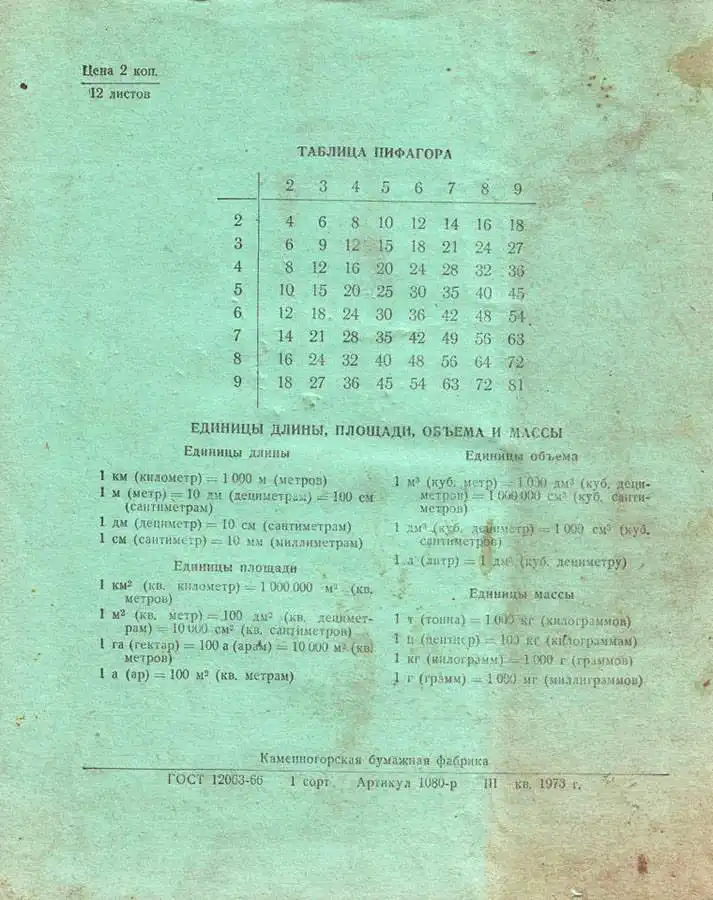 Цена 2 коп.
12 листов
ТАБЛИЦА ПИФАГОРА
2 3 4 5 6 7 8 9
2 4 6 8 10 12 14 16 18
3 6 9 12 15 18 21 24 27
4 8 12 16 20 24 28 32 36
5 10 15 20 25 30 35 40 45
6 12 18 24 30 36 42 48 54
7 14 21 28 35 42 49 56 63
8 16 24 32 40 48 56 64 72
9 18 27 36 45 54 63 72 81
ЕДИНИЦЫ ДЛИНЫ, ПЛОЩАДИ, ОБЪЕМА И МАССЫ
Единицы длины
1 км (километр) = 1 000 м (метров)
1 м (метр) = 10 дм (дециметрам) = 100 см
(сантиметрам)
1 дм (дециметр) = 10 см (сантиметрам)
1 см (сантиметр) = 10 мм (миллиметрам)
Единицы площади
1 км² (кв. километр) = 1 000 000 м² (кв.
метров)
1 м² (кв. метр) = 100 дм² (кв. децимет-
рам) = 10 000 см² (кв. сантиметров)
1 га (гектар) = 100 а (арам) = 10 000 м² (кв.
метров)
1 а (ар) = 100 м² (кв. метрам)
Единицы объема
1 м³ (куб. метр) = 1 000 дм³ (куб. деци-
метров) = 1 000 000 см³ (куб. санти-
метров)
1 дм³ (куб. дециметр) = 1 000 см³ (куб.
сантиметров)
1 л (литр) = 1 дм³ (куб. дециметру)
Единицы массы
1 т (тонна) = 1 000 кг (килограммов)
1 ц (центнер) = 100 кг (килограммам)
1 кг (килограмм) = 1 000 г (граммов)
1 г (грамм) = 1 000 мг (миллиграммов)
Каменногорская бумажная фабрика
ГОСТ 12063-66 1 сорт Артикул 1080-р III кв. 1973 г.